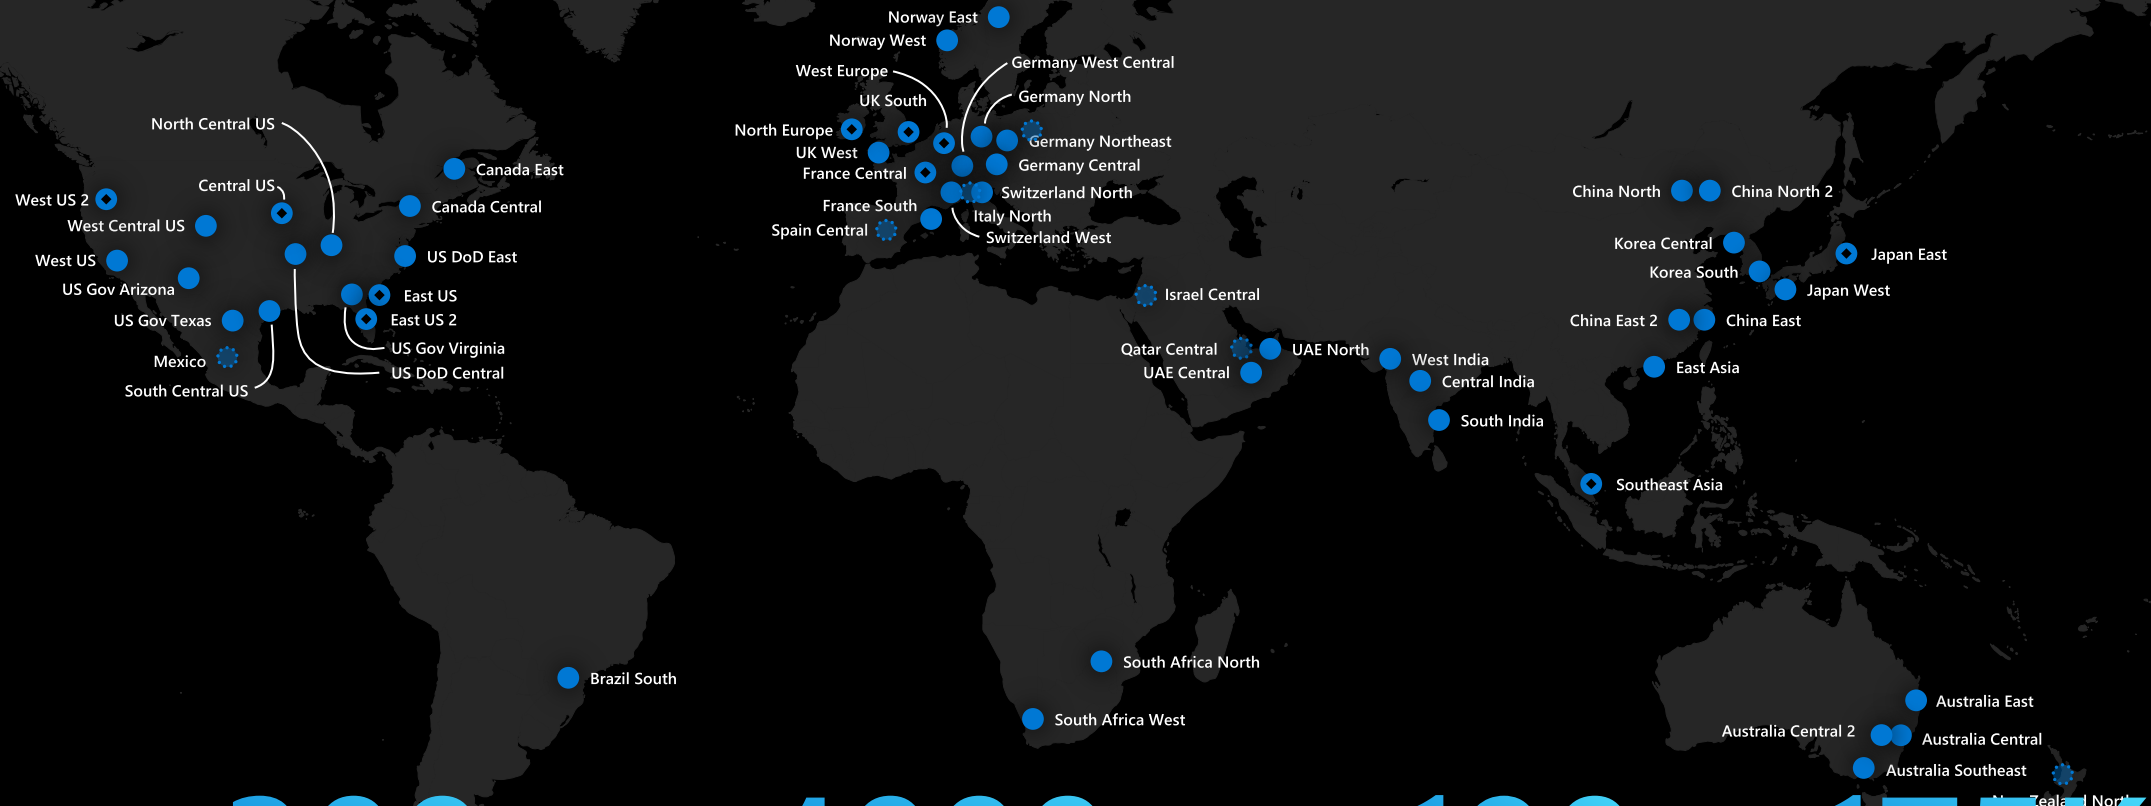 Norway East
Norway West
West Europe
Germany West Central
UK South
Germany North
North Central US
North Europe
Germany Northeast
UK West
Canada East
France Central
Germany Central
Central US
West US 2
Switzerland North
China North
China North 2
Canada Central
France South
Italy North
West Central US
Spain Central
Switzerland West
Korea Central
US DoD East
Japan East
West US
Korea South
US Gov Arizona
East US
Israel Central
Japan West
US Gov Texas
East US 2
China East 2
China East
US Gov Virginia
Qatar Central
UAE North
Mexico
West India
East Asia
US DoD Central
UAE Central
Central India
South Central US
South India
Southeast Asia
South Africa North
Brazil South
Australia East
South Africa West
Australia Central 2
Australia Central
Australia Southeast
New Zealand North